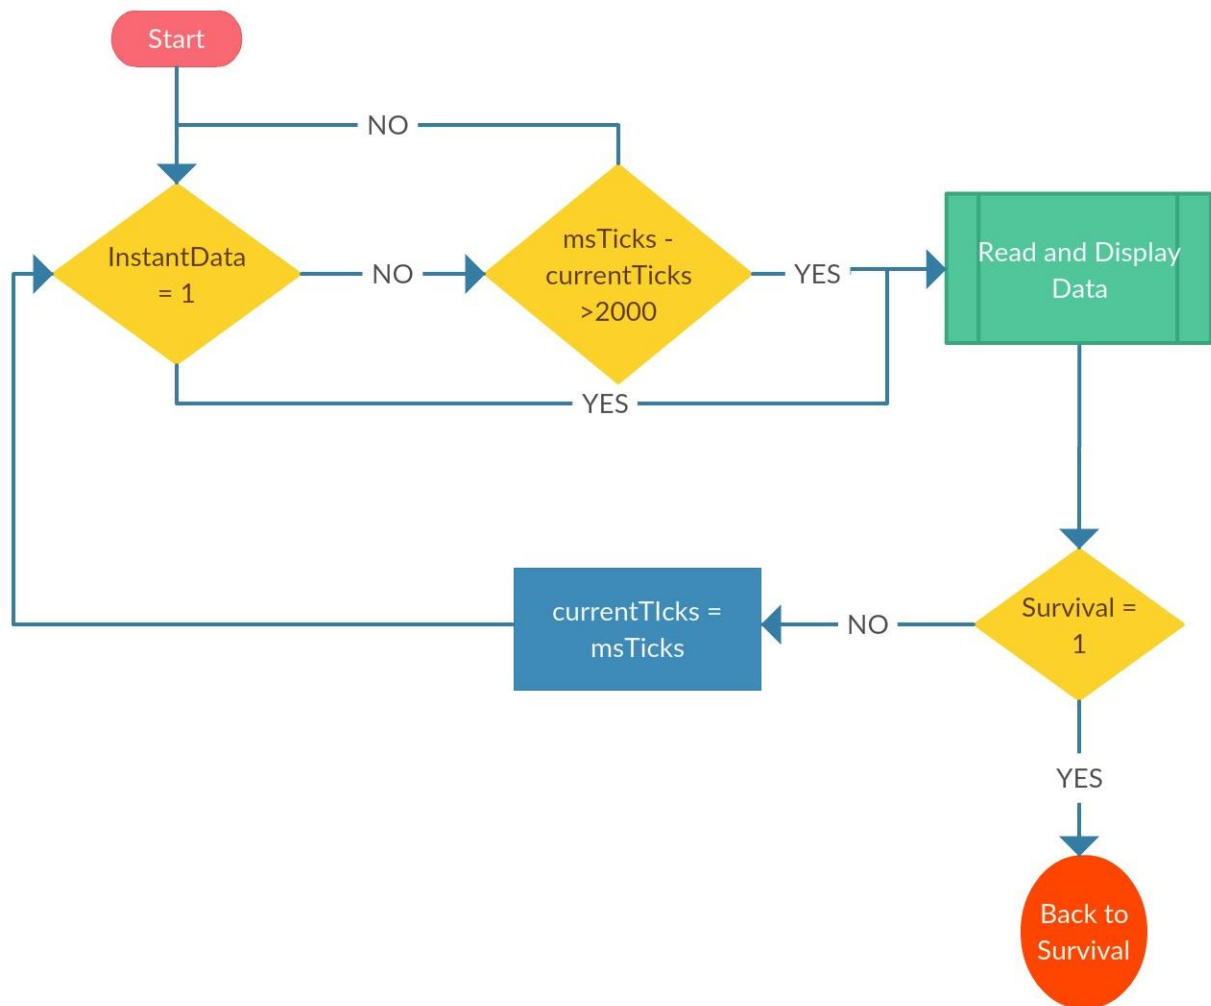 Start
NO
InstantData
= 1
NO
msTicks -
currentTicks
>2000
YES
Read and Display
Data
YES
currentTIcks =
msTicks
NO
Survival =
1
YES
Back to
Survival